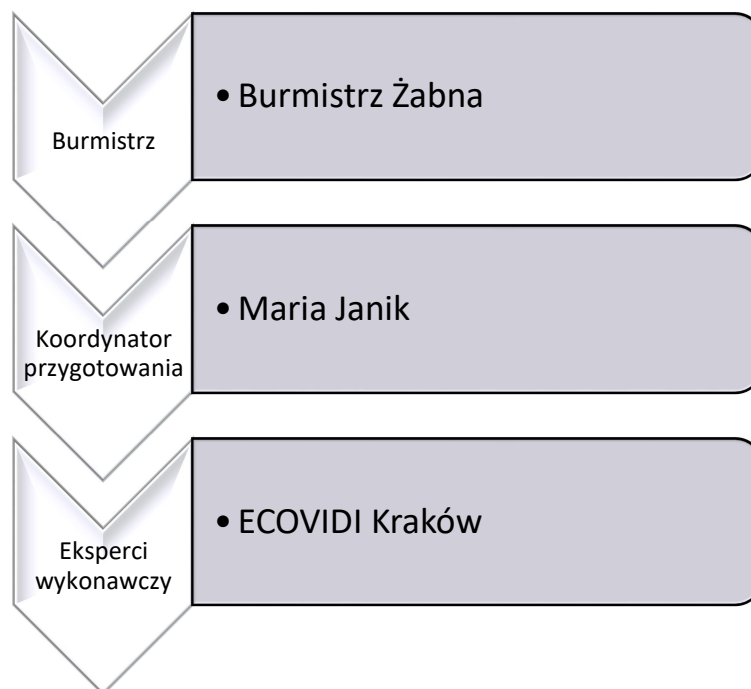 Burmistrz
• Burmistrz Żabna
Koordynator
przygotowania
• Maria Janik
Eksperci
wykonawczy
• ECOVIDI Kraków